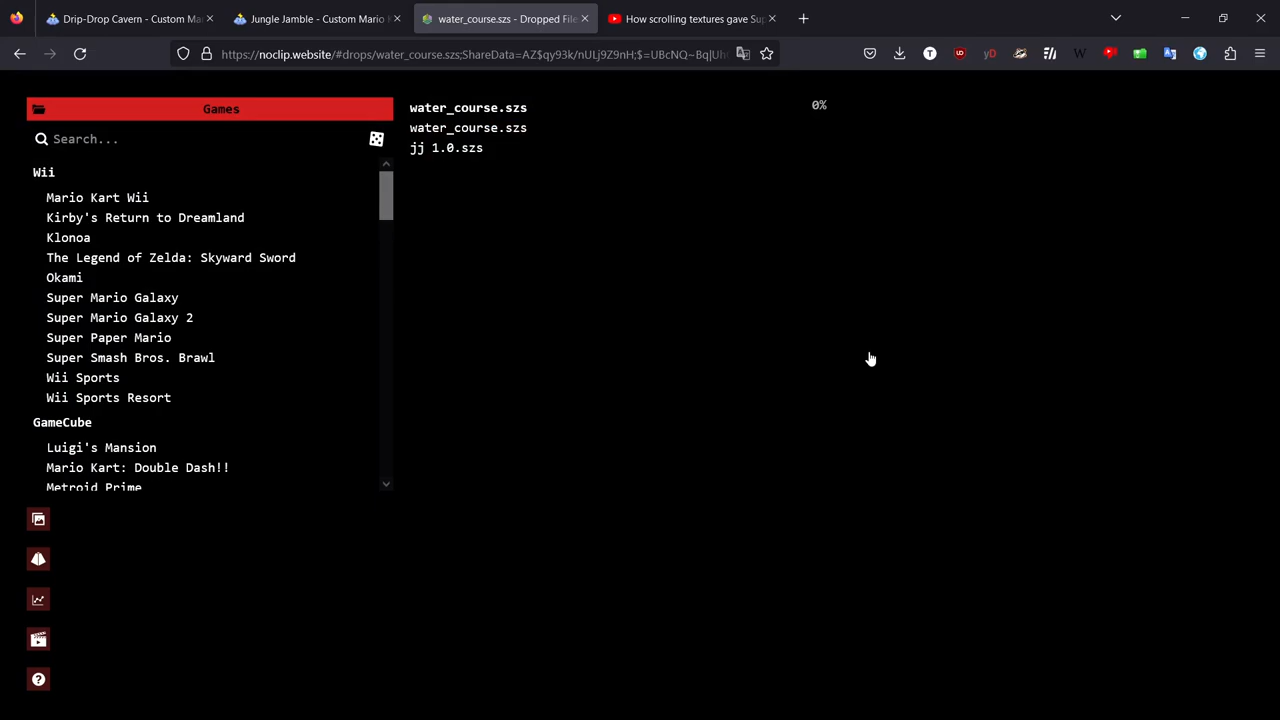 Drip-Drop Cavern - Custom Ma
Jungle Jamble - Custom Mario K
water_course.szs - Dropped File
How scrolling textures gave Sup
https://noclip.website/#drops/water_course.szs;ShareData=AZ$qy93k/nULj9Z9nH;$=UBcNQ~Bq|Uh
Games
Search...
Wii
Mario Kart Wii
Kirby's Return to Dreamland
Klonoa
The Legend of Zelda: Skyward Sword
Okami
Super Mario Galaxy
Super Mario Galaxy 2
Super Paper Mario
Super Smash Bros. Brawl
Wii Sports
Wii Sports Resort
GameCube
Luigi's Mansion
Mario Kart: Double Dash!!
Metroid Prime
water_course.szs
water_course.szs
jj 1.0.szs
0%